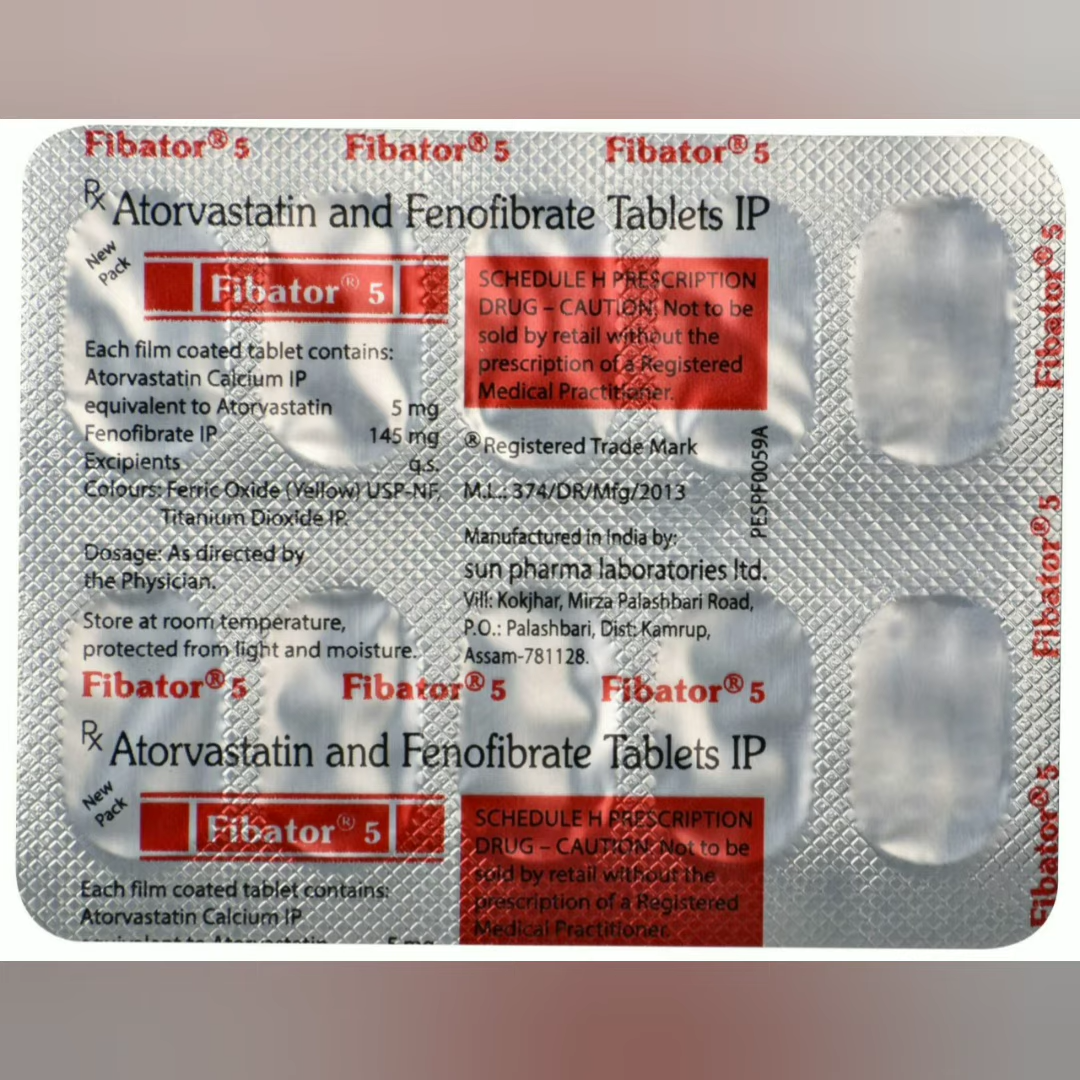 Fibator® 5 Fibator® 5 Fibator® 5
Rx Atorvastatin and Fenofibrate Tablets IP
New
Pack
Fibator® 5
Each film coated tablet contains:
Atorvastatin Calcium IP
equivalent to Atorvastatin 5 mg
Fenofibrate IP 145 mg
Excipients q.s.
Colours: Ferric Oxide (Yellow) USP-NF,
Titanium Dioxide IP.
Dosage: As directed by
the Physician.
Store at room temperature,
protected from light and moisture.
SCHEDULE H PRESCRIPTION
DRUG – CAUTION: Not to be
sold by retail without the
prescription of a Registered
Medical Practitioner.
® Registered Trade Mark
M.L.: 374/DR/Mfg/2013
Manufactured in India by:
sun pharma laboratories ltd.
Vill: Kokjhar, Mirza Palashbari Road,
P.O.: Palashbari, Dist: Kamrup,
Assam-781128.
PESPF0059A
Fibator® 5 Fibator® 5 Fibator® 5
Rx Atorvastatin and Fenofibrate Tablets IP
New
Pack
Fibator® 5
Each film coated tablet contains:
Atorvastatin Calcium IP
equivalent to Atorvastatin 5 mg
SCHEDULE H PRESCRIPTION
DRUG – CAUTION: Not to be
sold by retail without the
prescription of a Registered
Medical Practitioner.
Fibator® 5
Fibator® 5
Fibator® 5